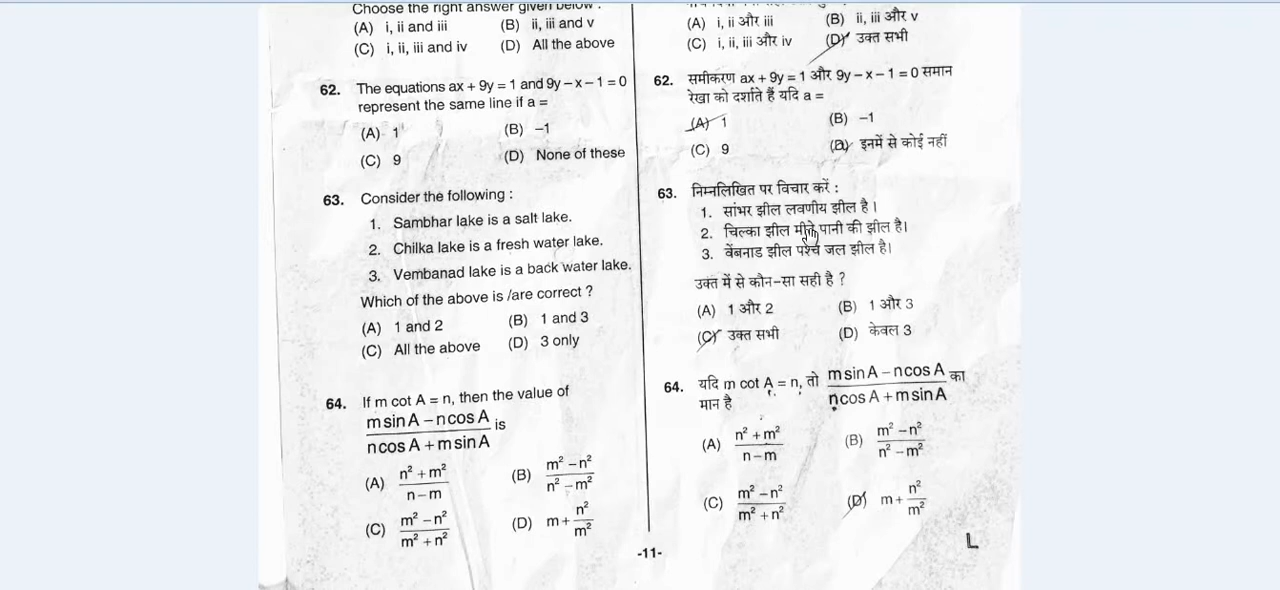 Choose the right answer given below :
(A) i, ii and iii (B) ii, iii and v
(C) i, ii, iii and iv (D) All the above
62. The equations ax + 9y = 1 and 9y – x – 1 = 0
represent the same line if a =
(A) 1 (B) –1
(C) 9 (D) None of these
63. Consider the following :
1. Sambhar lake is a salt lake.
2. Chilka lake is a fresh water lake.
3. Vembanad lake is a back water lake.
Which of the above is /are correct ?
(A) 1 and 2 (B) 1 and 3
(C) All the above (D) 3 only
64. If m cot A = n, then the value of
m sin A – n cos A
is
n cos A + m sin A
(A) n² + m² / n – m (B) m² – n² / n² – m²
(C) m² – n² / m² + n² (D) m + n² / m²
(A) i, ii और iii (B) ii, iii और v
(C) i, ii, iii और iv (D) उक्त सभी
62. समीकरण ax + 9y = 1 और 9y – x – 1 = 0 समान
रेखा को दर्शाते हैं यदि a =
(A) 1 (B) –1
(C) 9 (D) इनमें से कोई नहीं
63. निम्नलिखित पर विचार करें :
1. सांभर झील लवणीय झील है।
2. चिल्का झील मीठे पानी की झील है।
3. वेंबनाड झील पश्च जल झील है।
उक्त में से कौन-सा सही है ?
(A) 1 और 2 (B) 1 और 3
(C) उक्त सभी (D) केवल 3
64. यदि m cot A = n, तो m sin A – n cos A / n cos A + m sin A का
मान है
(A) n² + m² / n – m (B) m² – n² / n² – m²
(C) m² – n² / m² + n² (D) m + n² / m²
-11-
L